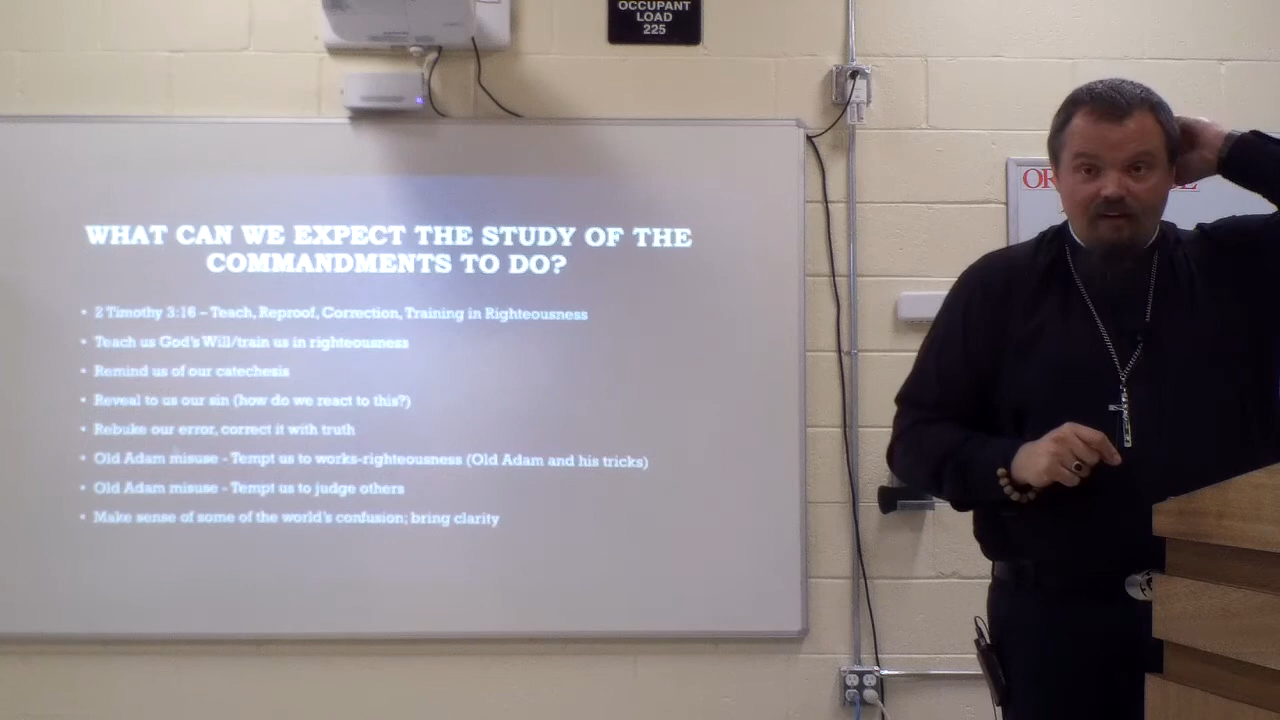 OCCUPANT
LOAD
225
WHAT CAN WE EXPECT THE STUDY OF THE
COMMANDMENTS TO DO?
• 2 Timothy 3:16 – Teach, Reproof, Correction, Training in Righteousness
• Teach us God's Will/train us in righteousness
• Remind us of our catechesis
• Reveal to us our sin (how do we react to this?)
• Rebuke our error, correct it with truth
• Old Adam misuse - Tempt us to works-righteousness (Old Adam and his tricks)
• Old Adam misuse - Tempt us to judge others
• Make sense of some of the world's confusion; bring clarity